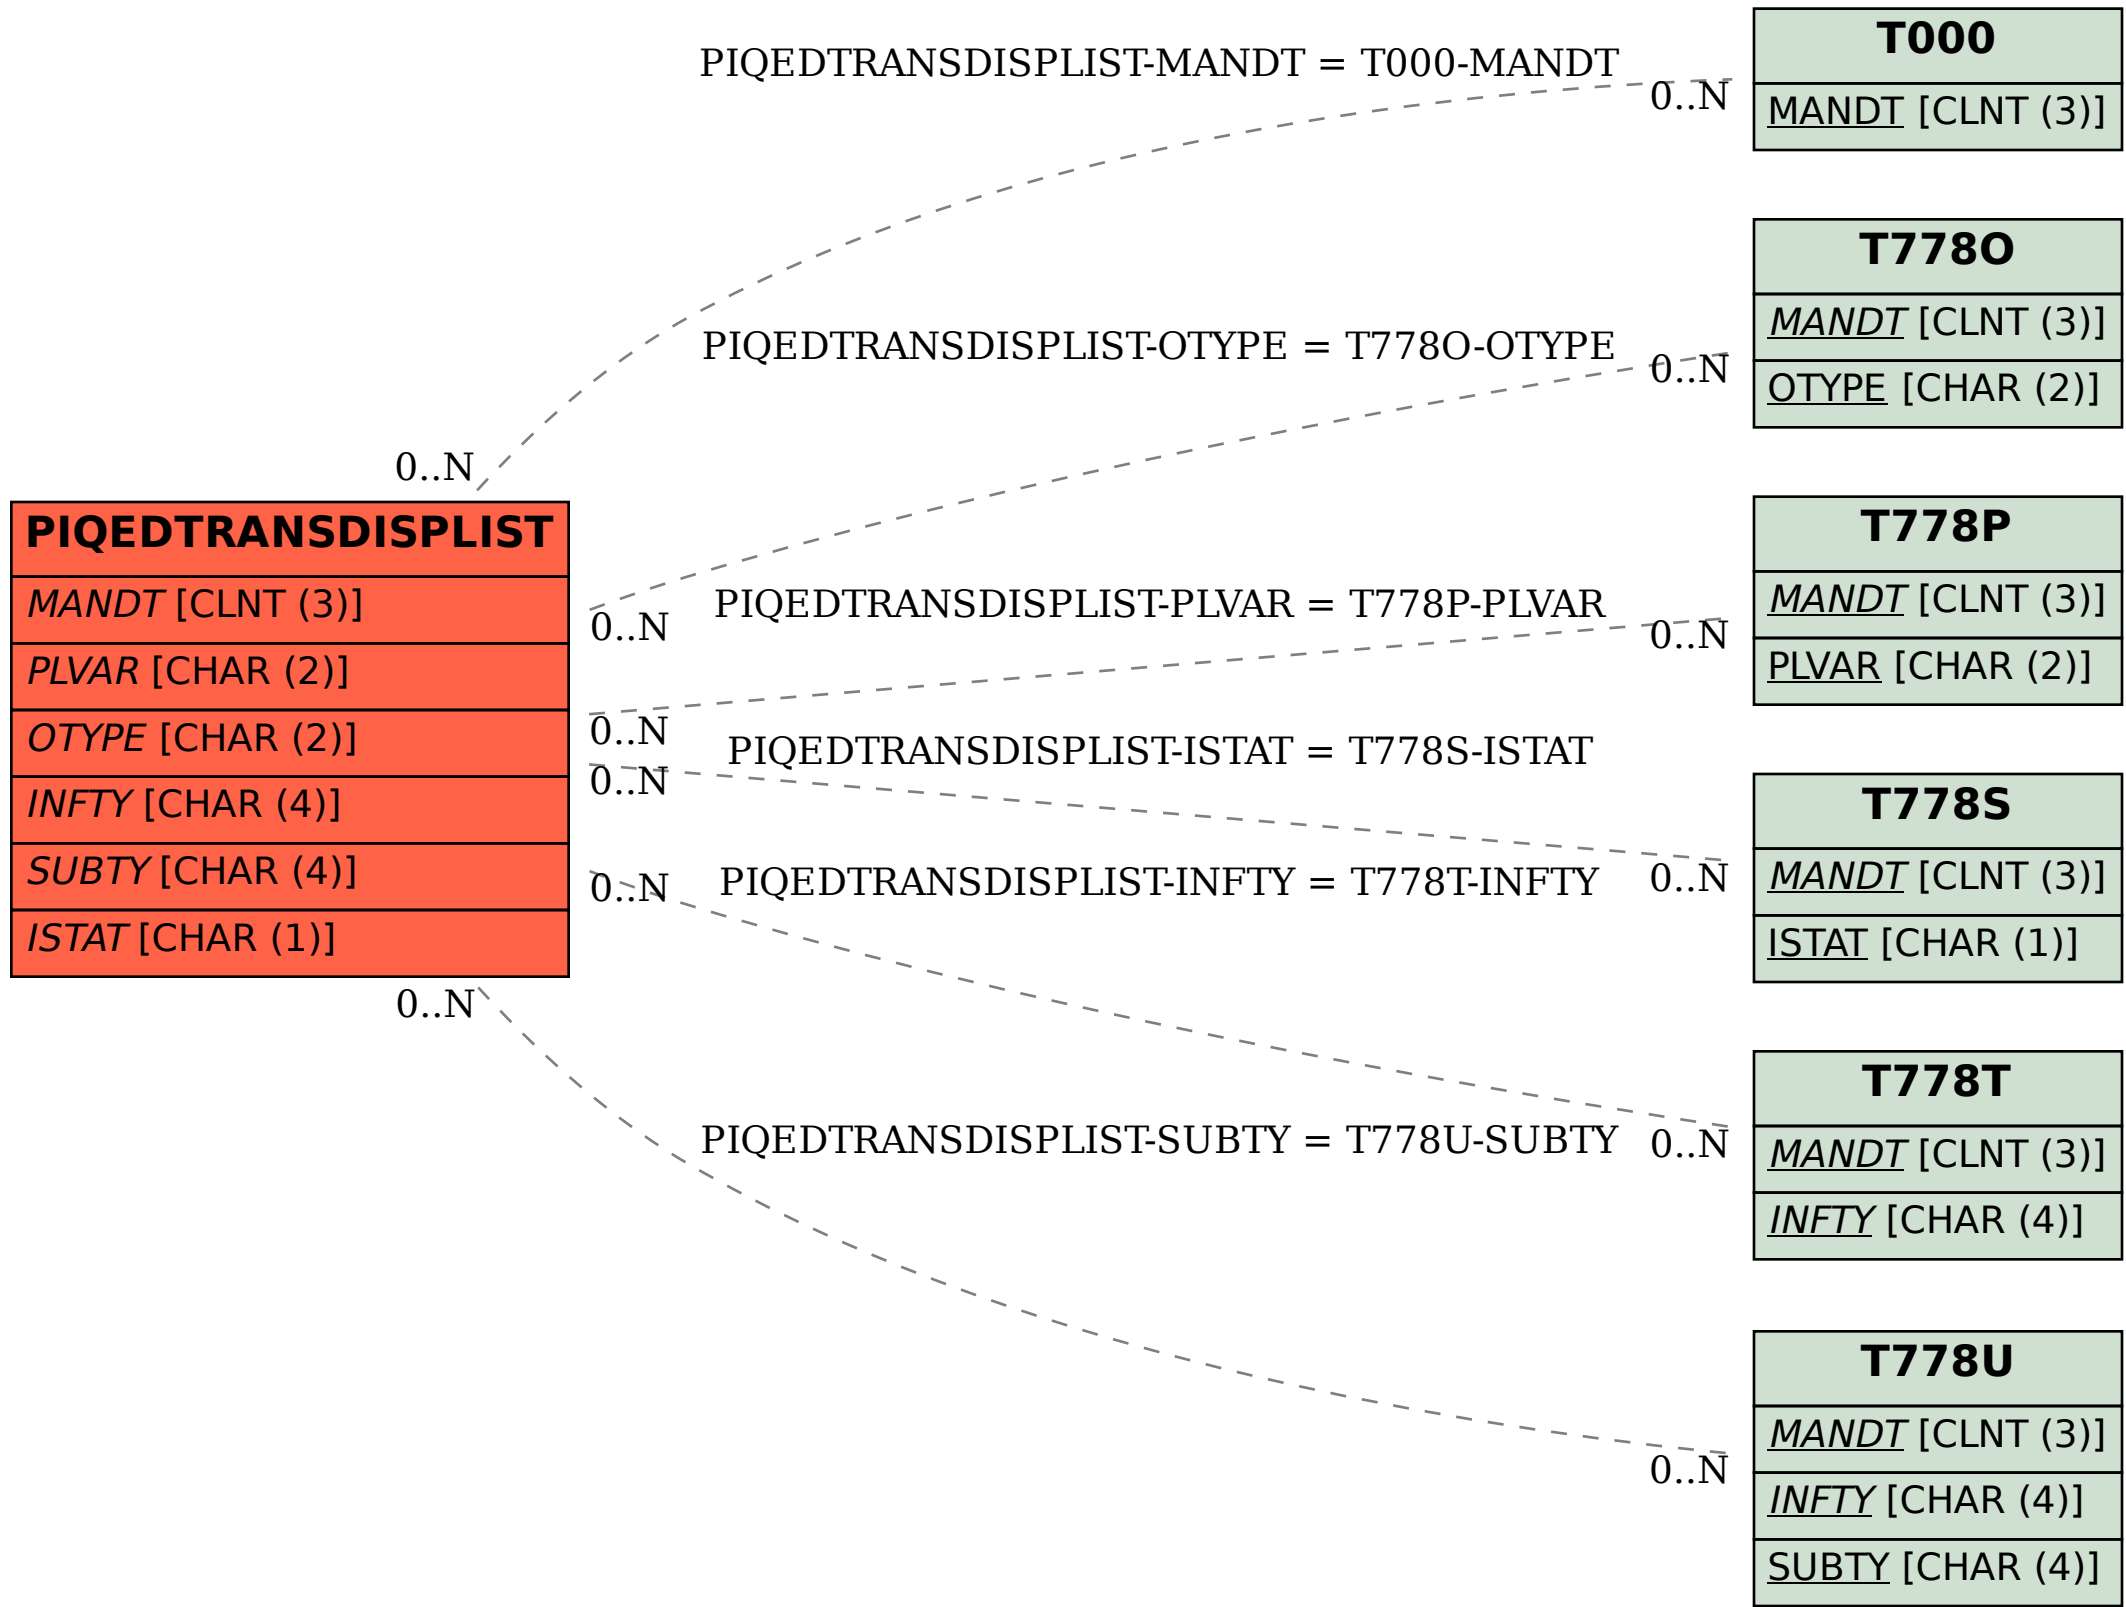 PIQEDTRANSDISPLIST
MANDT [CLNT (3)]
PLVAR [CHAR (2)]
OTYPE [CHAR (2)]
INFTY [CHAR (4)]
SUBTY [CHAR (4)]
ISTAT [CHAR (1)]
PIQEDTRANSDISPLIST-MANDT = T000-MANDT
0..N
0..N
PIQEDTRANSDISPLIST-OTYPE = T778O-OTYPE
0..N
0..N
PIQEDTRANSDISPLIST-PLVAR = T778P-PLVAR
0..N
0..N
PIQEDTRANSDISPLIST-ISTAT = T778S-ISTAT
0..N
0..N
PIQEDTRANSDISPLIST-INFTY = T778T-INFTY
0..N
0..N
PIQEDTRANSDISPLIST-SUBTY = T778U-SUBTY
0..N
0..N
T000
MANDT [CLNT (3)]
T778O
MANDT [CLNT (3)]
OTYPE [CHAR (2)]
T778P
MANDT [CLNT (3)]
PLVAR [CHAR (2)]
T778S
MANDT [CLNT (3)]
ISTAT [CHAR (1)]
T778T
MANDT [CLNT (3)]
INFTY [CHAR (4)]
T778U
MANDT [CLNT (3)]
INFTY [CHAR (4)]
SUBTY [CHAR (4)]